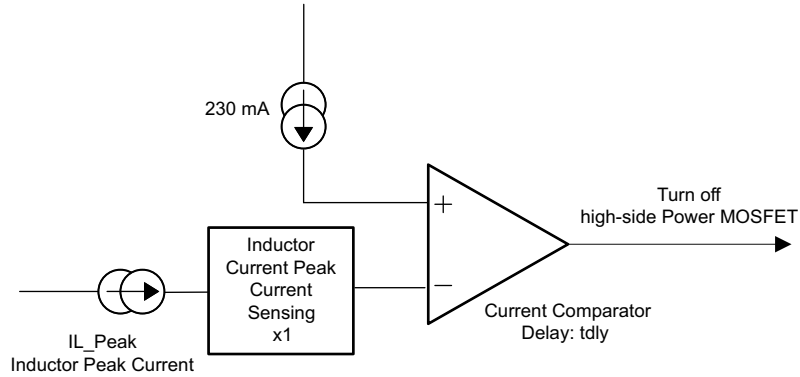 230 mA
+
Turn off
high-side Power MOSFET
Inductor
Current Peak
Current
Sensing
x1
−
Current Comparator
Delay: tdly
IL_Peak
Inductor Peak Current